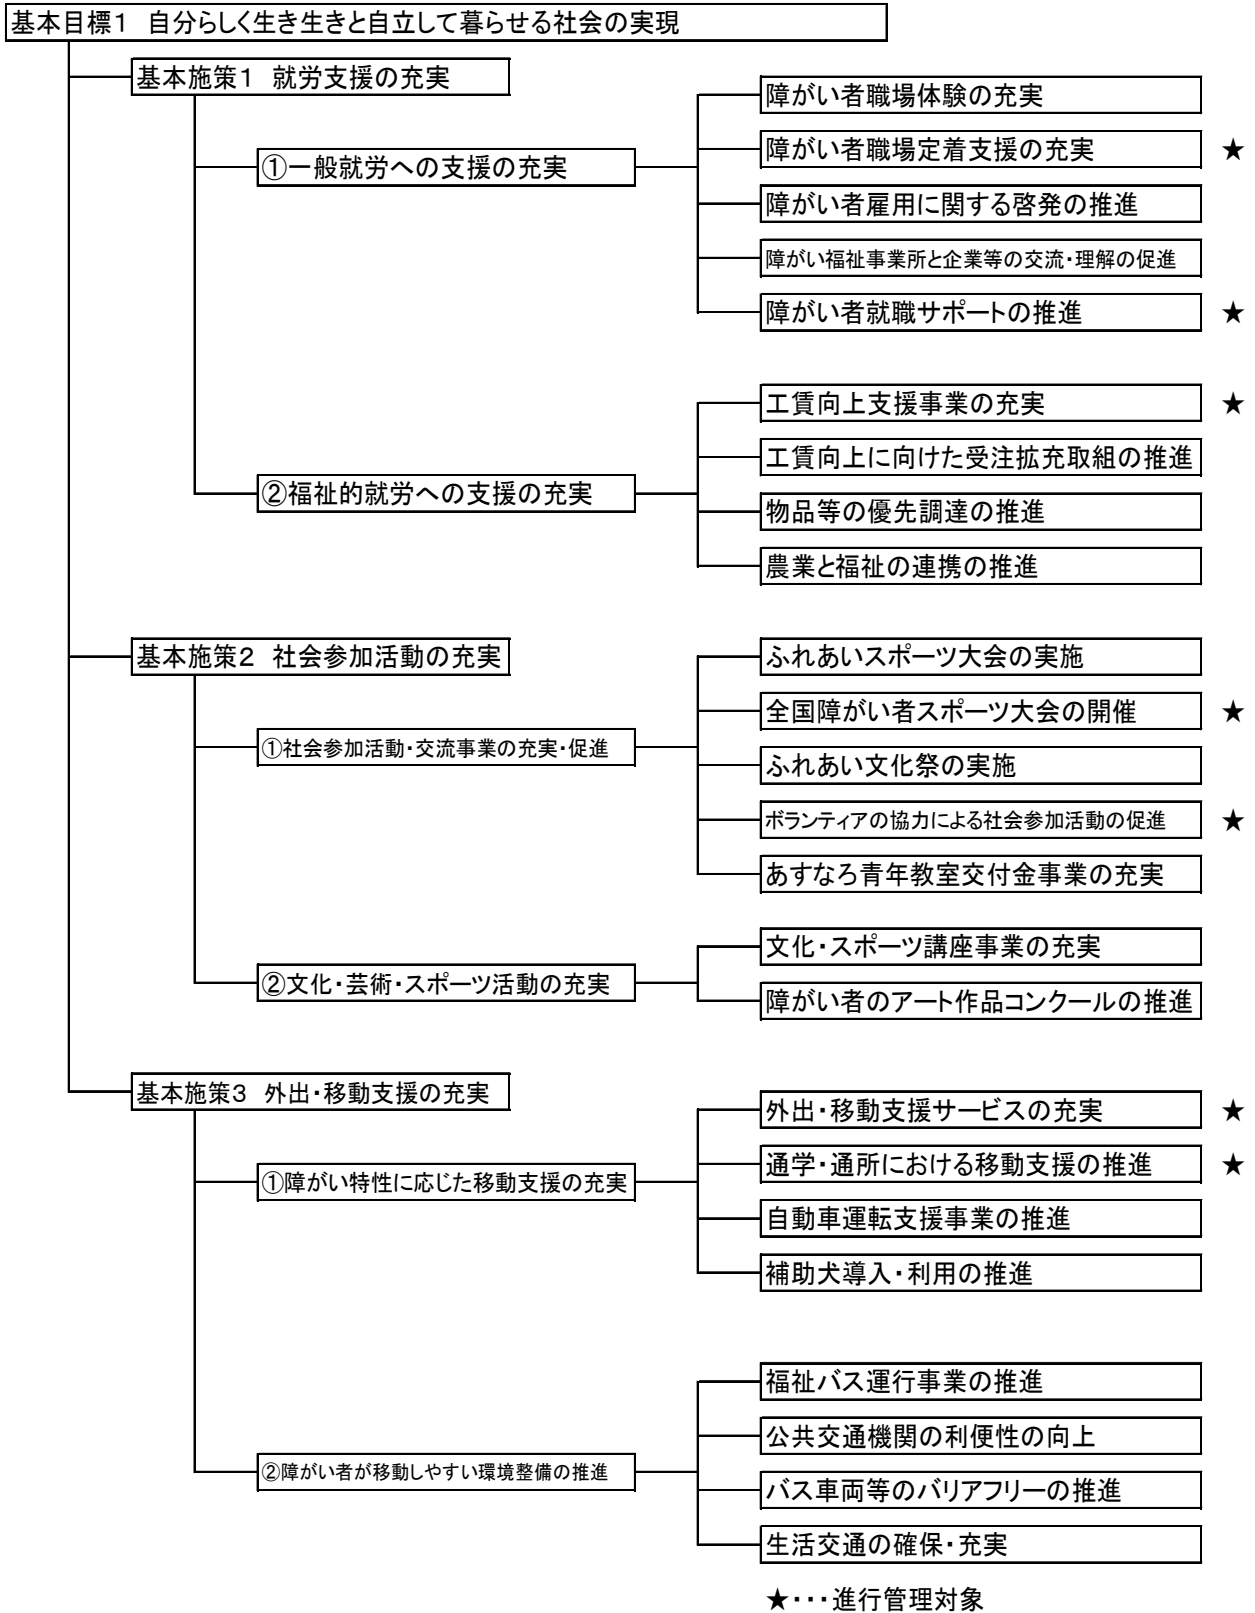 基本目標1　自分らしく生き生きと自立して暮らせる社会の実現
基本施策1　就労支援の充実
①一般就労への支援の充実
障がい者職場体験の充実
障がい者職場定着支援の充実 ★
障がい者雇用に関する啓発の推進
障がい福祉事業所と企業等の交流・理解の促進
障がい者就職サポートの推進 ★
②福祉的就労への支援の充実
工賃向上支援事業の充実 ★
工賃向上に向けた受注拡充取組の推進
物品等の優先調達の推進
農業と福祉の連携の推進
基本施策2　社会参加活動の充実
①社会参加活動・交流事業の充実・促進
ふれあいスポーツ大会の実施
全国障がい者スポーツ大会の開催 ★
ふれあい文化祭の実施
ボランティアの協力による社会参加活動の促進 ★
あすなろ青年教室交付金事業の充実
②文化・芸術・スポーツ活動の充実
文化・スポーツ講座事業の充実
障がい者のアート作品コンクールの推進
基本施策3　外出・移動支援の充実
①障がい特性に応じた移動支援の充実
外出・移動支援サービスの充実 ★
通学・通所における移動支援の推進 ★
自動車運転支援事業の推進
補助犬導入・利用の推進
②障がい者が移動しやすい環境整備の推進
福祉バス運行事業の推進
公共交通機関の利便性の向上
バス車両等のバリアフリーの推進
生活交通の確保・充実
★・・・進行管理対象